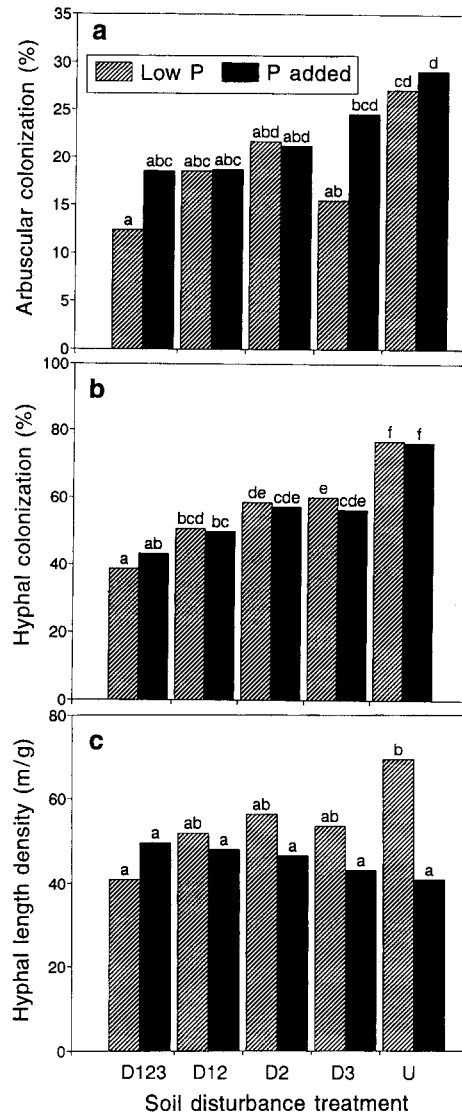 a
Low P P added
Arbuscular colonization (%)
35
30
25
20
15
10
5
0
a abc abc abc abd abd ab bcd cd d
b
Hyphal colonization (%)
100
80
60
40
20
0
a ab bcd bc de cde e cde f f
c
Hyphal length density (m/g)
80
60
40
20
0
a a ab a ab a ab a b a
D123 D12 D2 D3 U
Soil disturbance treatment